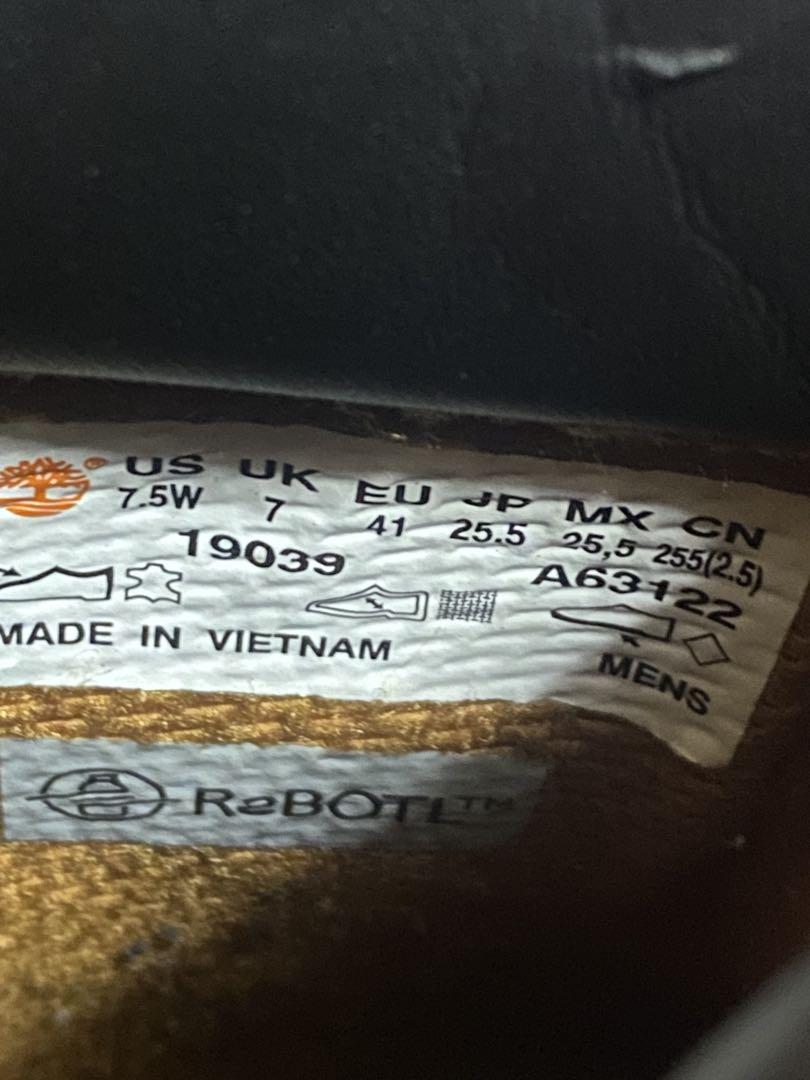 ® US UK EU JP MX CN
7.5W 7 41 25.5 25,5 255(2.5)
19039 A63122
MADE IN VIETNAM MENS
ReBOTL™